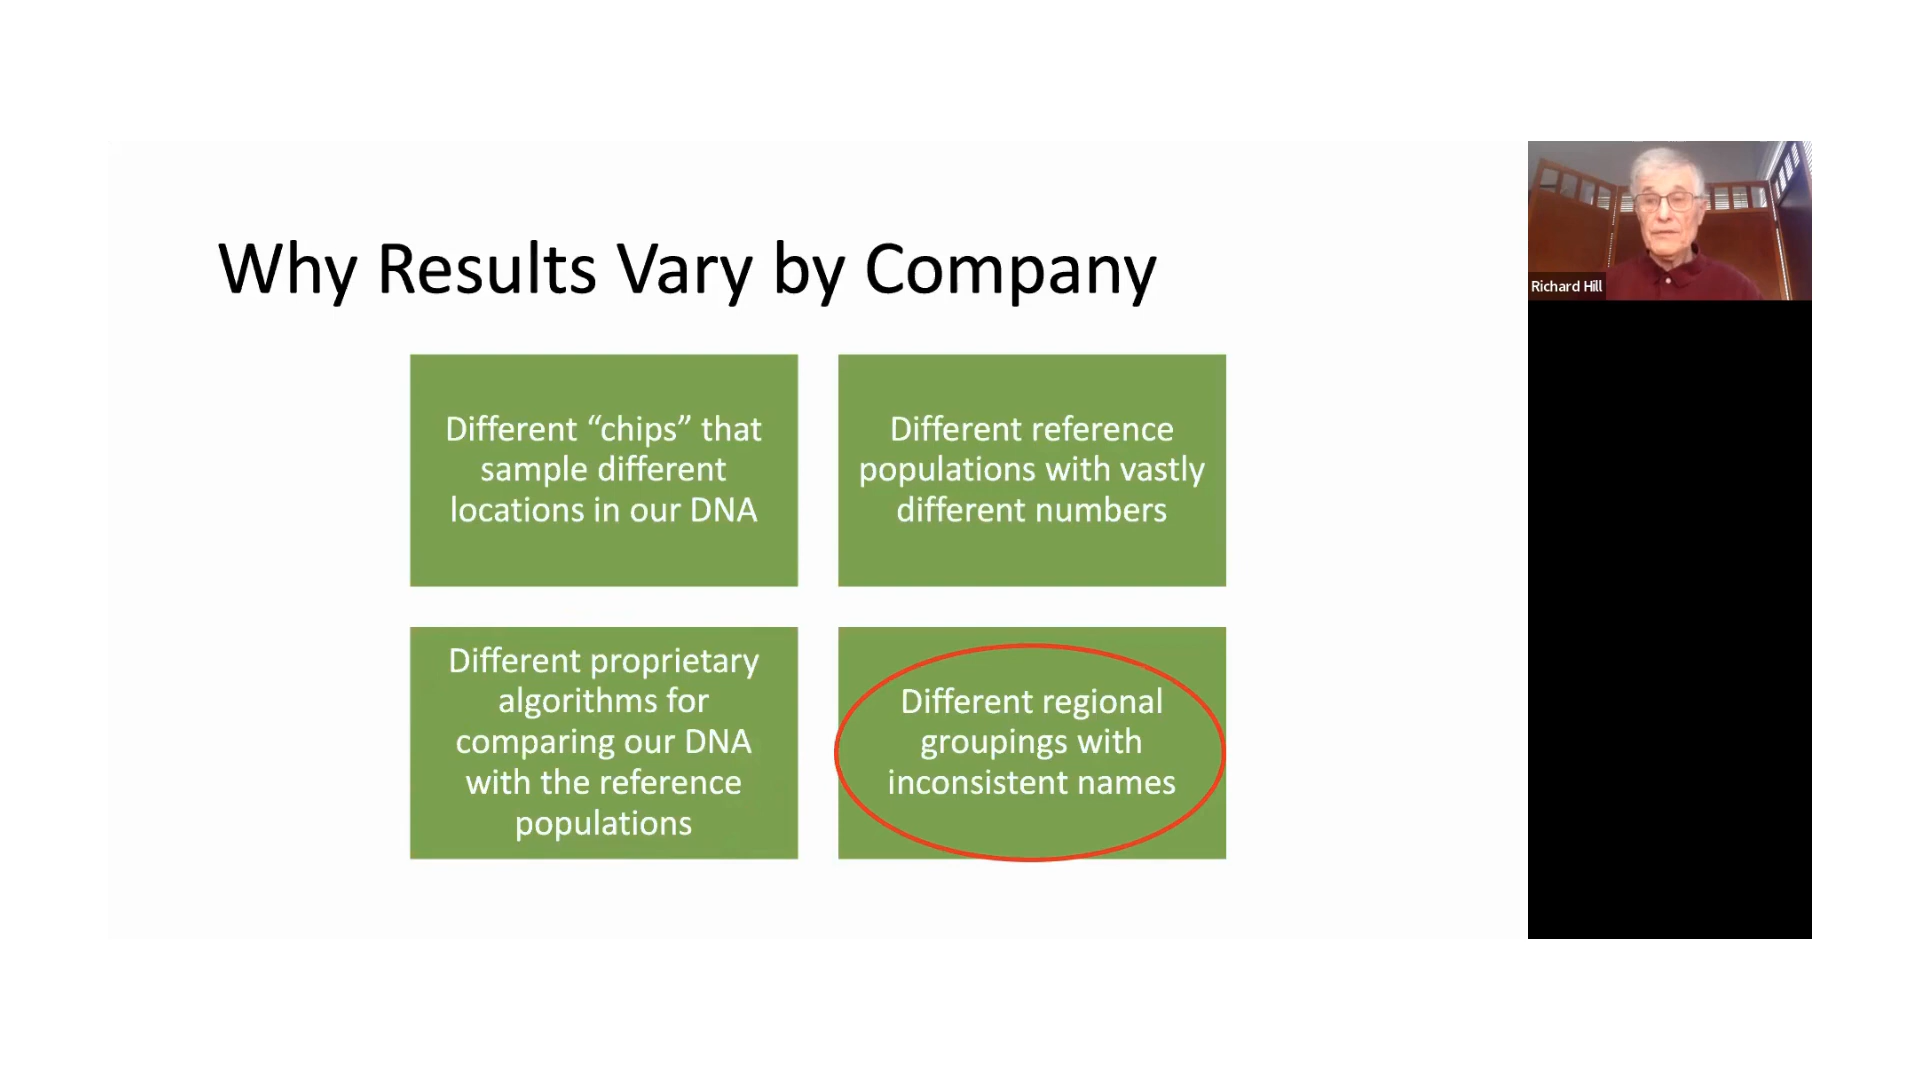 Why Results Vary by Company
Different “chips” that
sample different
locations in our DNA
Different reference
populations with vastly
different numbers
Different proprietary
algorithms for
comparing our DNA
with the reference
populations
Different regional
groupings with
inconsistent names
Richard Hill